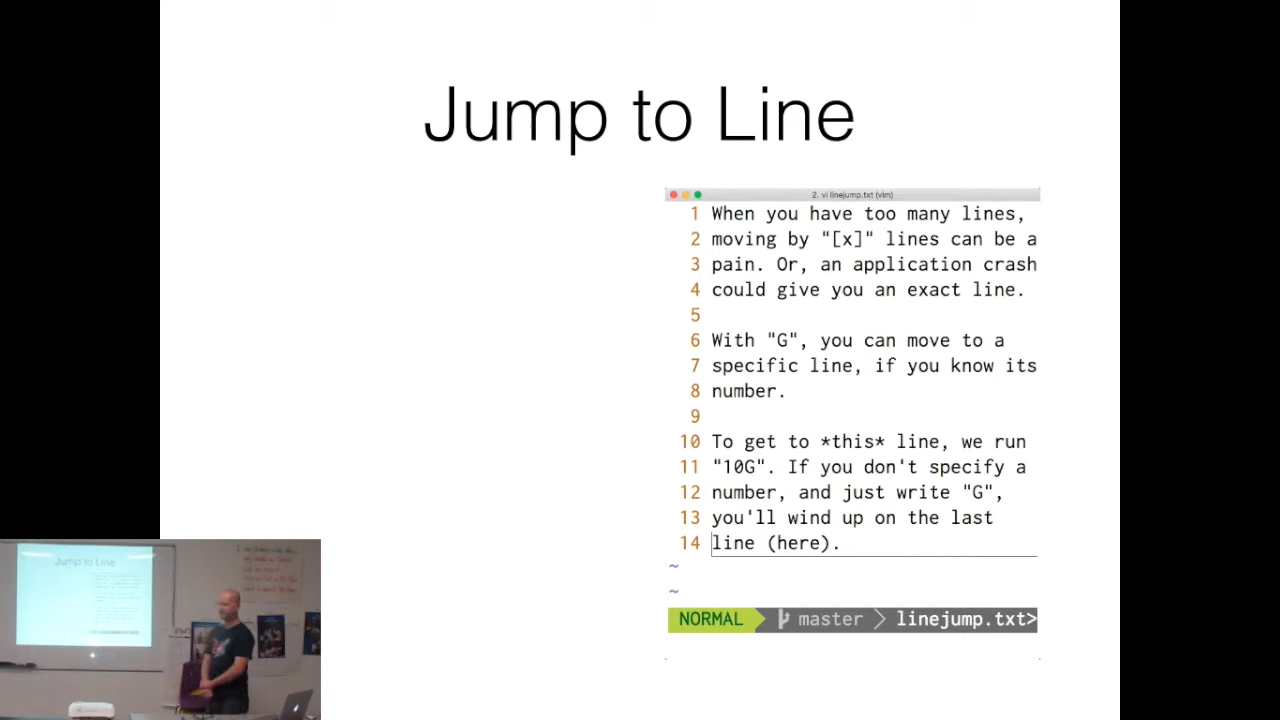 Jump to Line
2. vi linejump.txt (vim)
1 When you have too many lines,
2 moving by "[x]" lines can be a
3 pain. Or, an application crash
4 could give you an exact line.
5
6 With "G", you can move to a
7 specific line, if you know its
8 number.
9
10 To get to *this* line, we run
11 "10G". If you don't specify a
12 number, and just write "G",
13 you'll wind up on the last
14 line (here).
~
~
NORMAL master linejump.txt>
Jump to Line